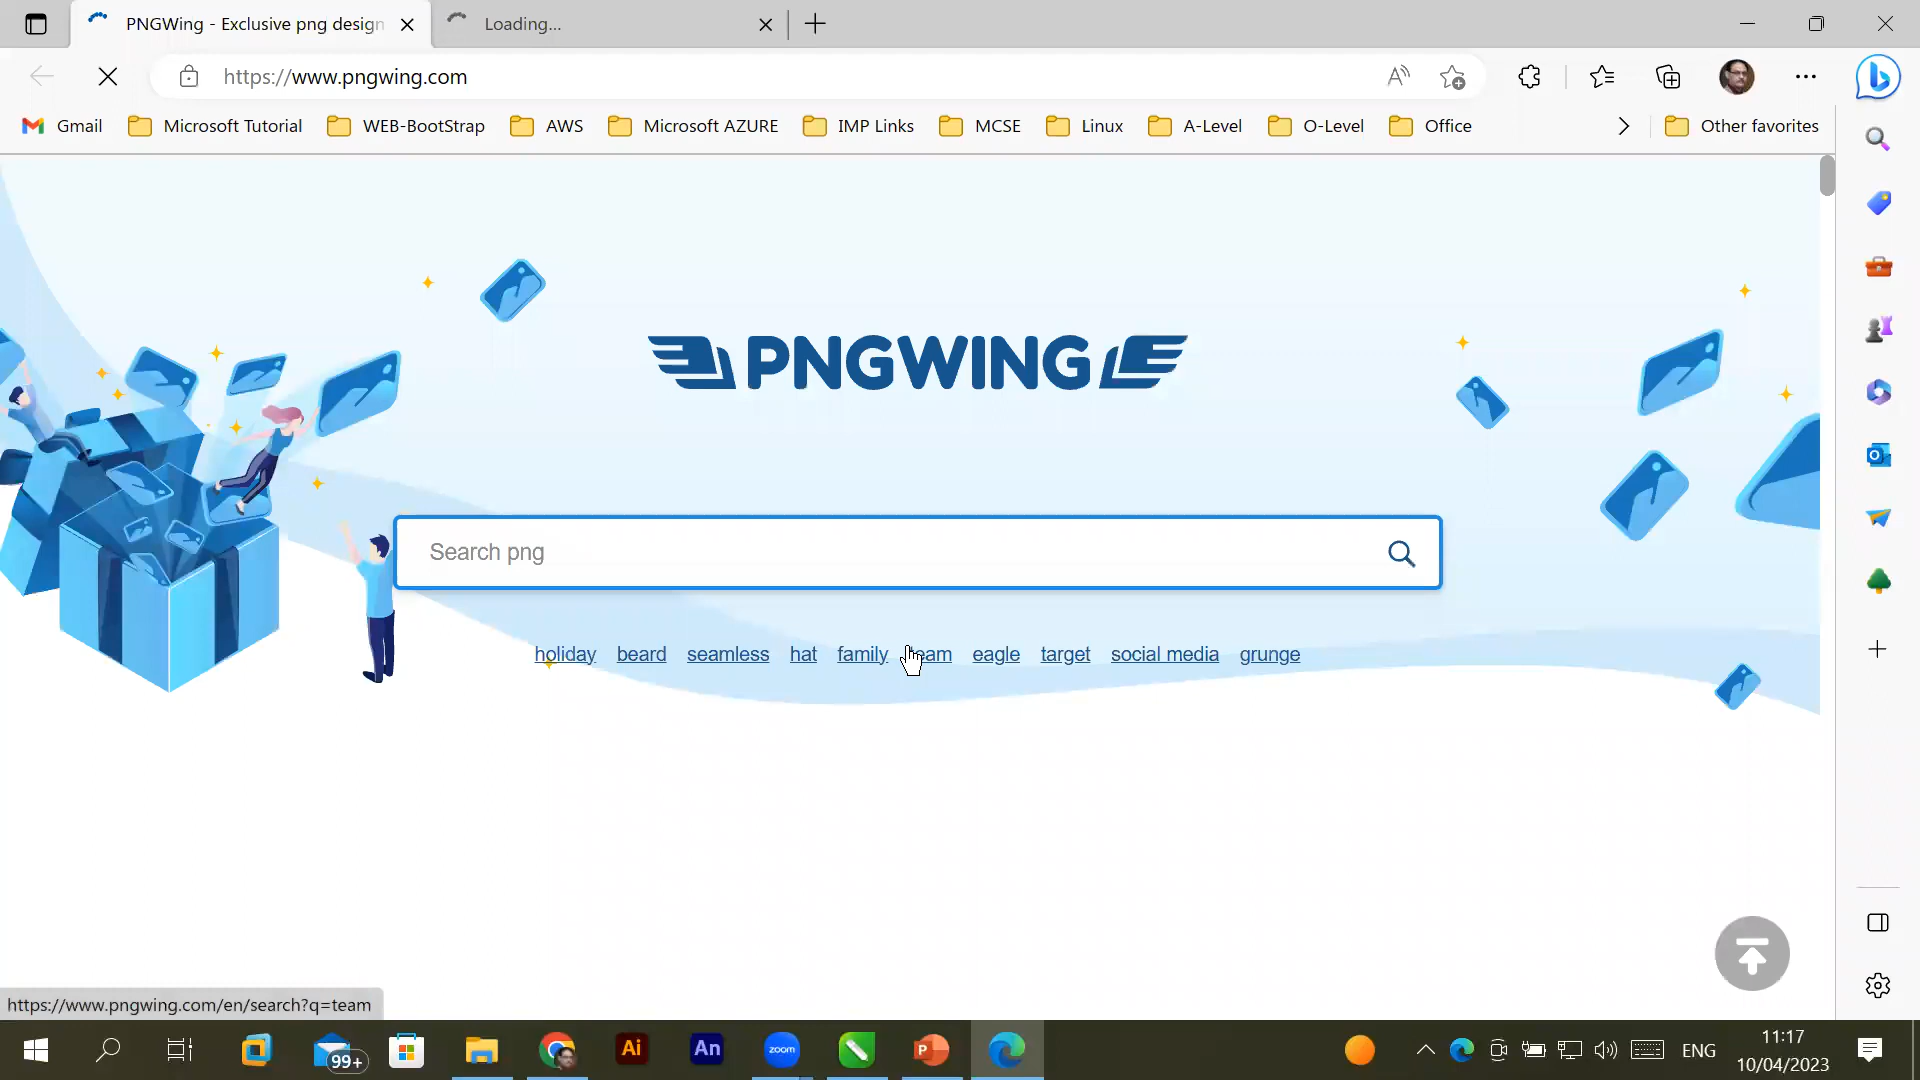 PNGWing - Exclusive png design
Loading...
https://www.pngwing.com
Gmail
Microsoft Tutorial
WEB-BootStrap
AWS
Microsoft AZURE
IMP Links
MCSE
Linux
A-Level
O-Level
Office
Other favorites
PNGWING
Search png
holiday beard seamless hat family team eagle target social media grunge
https://www.pngwing.com/en/search?q=team
99+
Ai
An
zoom
P
ENG
11:17
10/04/2023